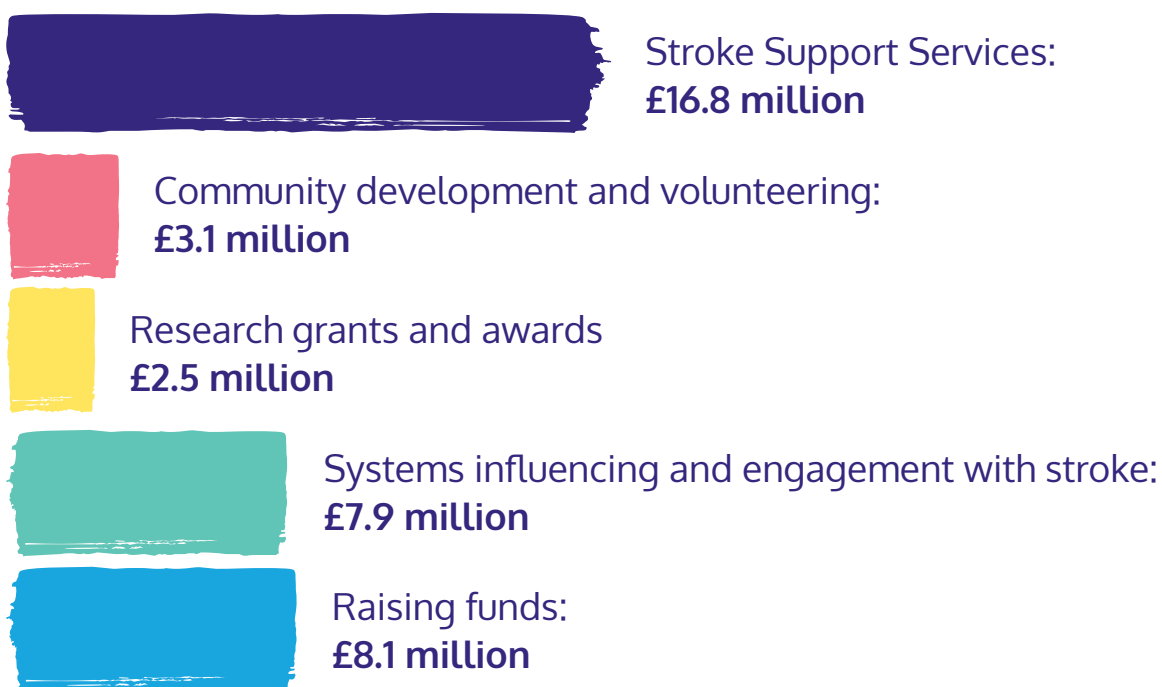 Stroke Support Services:
£16.8 million
Community development and volunteering:
£3.1 million
Research grants and awards
£2.5 million
Systems influencing and engagement with stroke:
£7.9 million
Raising funds:
£8.1 million